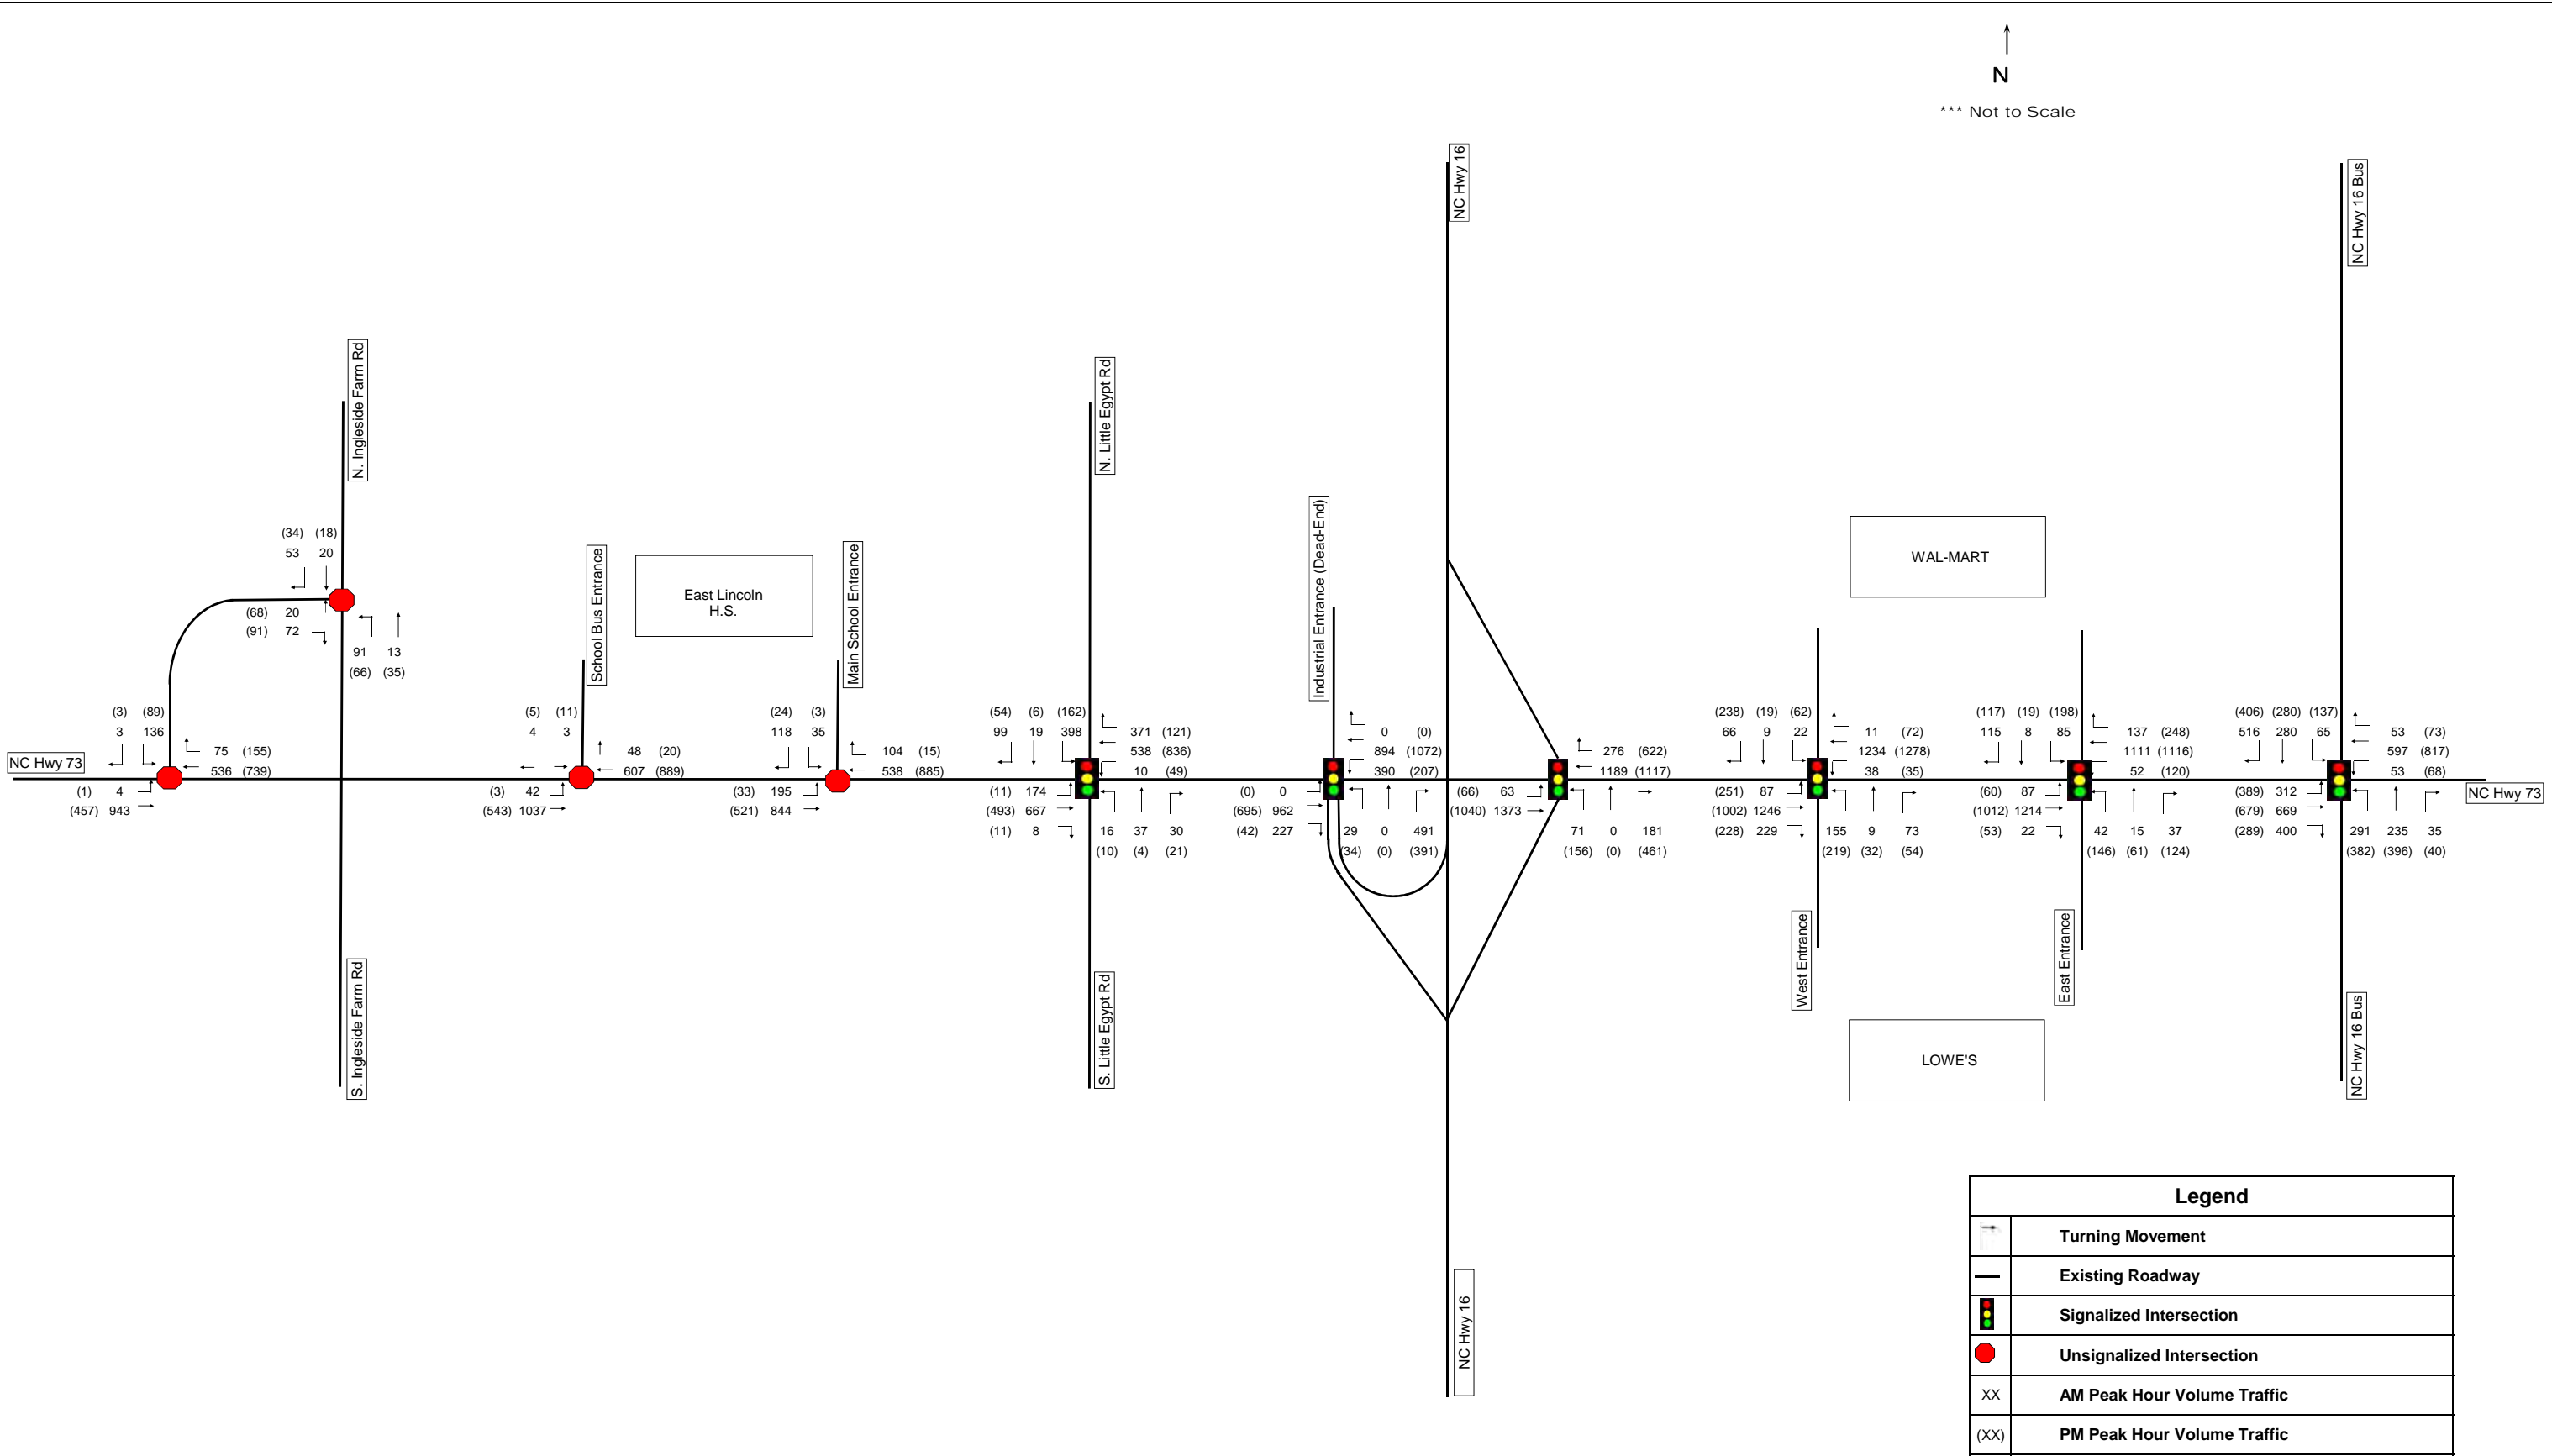 N
*** Not to Scale
NC Hwy 16
NC Hwy 16 Bus
N. Ingleside Farm Rd
N. Little Egypt Rd
Industrial Entrance (Dead-End)
School Bus Entrance
East Lincoln
H.S.
Main School Entrance
WAL-MART
(34) (18)
53 20
(68) 20
(91) 72
91 13
(66) (35)
(3) (89)
3 136
75 (155)
536 (739)
NC Hwy 73
(1) 4
(457) 943
(5) (11)
4 3
48 (20)
607 (889)
(3) 42
(543) 1037
(24) (3)
118 35
104 (15)
538 (885)
(33) 195
(521) 844
(54) (6) (162)
99 19 398
371 (121)
538 (836)
10 (49)
(11) 174
(493) 667
(11) 8
16 37 30
(10) (4) (21)
0 (0)
894 (1072)
390 (207)
(0) 0
(695) 962
(42) 227
29 0 491
(34) (0) (391)
276 (622)
1189 (1117)
(66) 63
(1040) 1373
71 0 181
(156) (0) (461)
(238) (19) (62)
66 9 22
11 (72)
1234 (1278)
38 (35)
(251) 87
(1002) 1246
(228) 229
155 9 73
(219) (32) (54)
(117) (19) (198)
115 8 85
137 (248)
1111 (1116)
52 (120)
(60) 87
(1012) 1214
(53) 22
42 15 37
(146) (61) (124)
(406) (280) (137)
516 280 65
53 (73)
597 (817)
53 (68)
(389) 312
(679) 669
(289) 400
291 235 35
(382) (396) (40)
NC Hwy 73
S. Ingleside Farm Rd
S. Little Egypt Rd
West Entrance
East Entrance
NC Hwy 16 Bus
LOWE'S
NC Hwy 16
Legend
Turning Movement
Existing Roadway
Signalized Intersection
Unsignalized Intersection
XX AM Peak Hour Volume Traffic
(XX) PM Peak Hour Volume Traffic